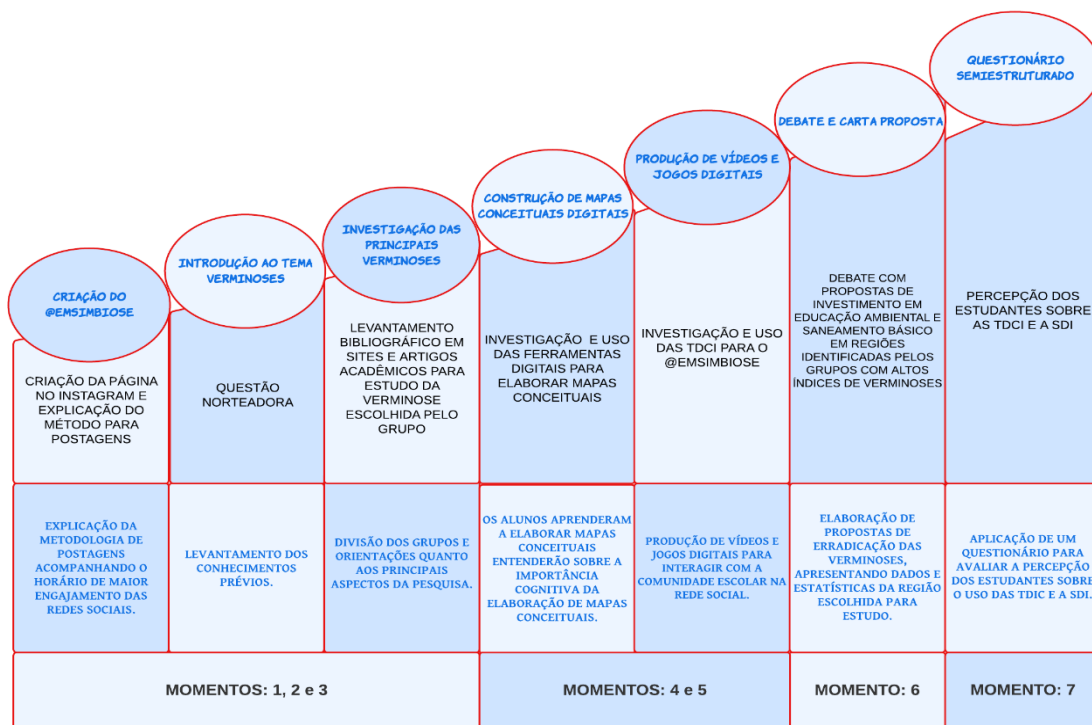 CRIAÇÃO DO
@EMSIMBIOSE
CRIAÇÃO DA PÁGINA
NO INSTAGRAM E
EXPLICAÇÃO DO
MÉTODO PARA
POSTAGENS
EXPLICAÇÃO DA
METODOLOGIA DE
POSTAGENS
ACOMPANHANDO O
HORÁRIO DE MAIOR
ENGAJAMENTO DAS
REDES SOCIAIS.
INTRODUÇÃO AO TEMA
VERMINOSES
QUESTÃO
NORTEADORA
LEVANTAMENTO DOS
CONHECIMENTOS
PRÉVIOS.
INVESTIGAÇÃO DAS
PRINCIPAIS
VERMINOSES
LEVANTAMENTO
BIBLIOGRÁFICO EM
SITES E ARTIGOS
ACADÊMICOS PARA
ESTUDO DA
VERMINOSE
ESCOLHIDA PELO
GRUPO
DIVISÃO DOS GRUPOS E
ORIENTAÇÕES QUANTO
AOS PRINCIPAIS
ASPECTOS DA PESQUISA.
MOMENTOS: 1, 2 e 3
CONSTRUÇÃO DE MAPAS
CONCEITUAIS DIGITAIS
INVESTIGAÇÃO E USO
DAS FERRAMENTAS
DIGITAIS PARA
ELABORAR MAPAS
CONCEITUAIS
OS ALUNOS APRENDERAM
A ELABORAR MAPAS
CONCEITUAIS
ENTENDERÃO SOBRE A
IMPORTÂNCIA
COGNITIVA DA
ELABORAÇÃO DE MAPAS
CONCEITUAIS.
PRODUÇÃO DE VÍDEOS E
JOGOS DIGITAIS
INVESTIGAÇÃO E USO
DAS TDCI PARA O
@EMSIMBIOSE
PRODUÇÃO DE VÍDEOS E
JOGOS DIGITAIS PARA
INTERAGIR COM A
COMUNIDADE ESCOLAR NA
REDE SOCIAL.
MOMENTOS: 4 e 5
DEBATE E CARTA PROPOSTA
DEBATE COM
PROPOSTAS DE
INVESTIMENTO EM
EDUCAÇÃO AMBIENTAL E
SANEAMENTO BÁSICO
EM REGIÕES
IDENTIFICADAS PELOS
GRUPOS COM ALTOS
ÍNDICES DE VERMINOSES
ELABORAÇÃO DE
PROPOSTAS DE
ERRADICAÇÃO DAS
VERMINOSES,
APRESENTANDO DADOS E
ESTATÍSTICAS DA REGIÃO
ESCOLHIDA PARA
ESTUDO.
MOMENTO: 6
QUESTIONÁRIO
SEMIESTRUTURADO
PERCEPÇÃO DOS
ESTUDANTES SOBRE
AS TDCI E A SDI
APLICAÇÃO DE UM
QUESTIONÁRIO PARA
AVALIAR A PERCEPÇÃO
DOS ESTUDANTES SOBRE
O USO DAS TDIC E A SDI.
MOMENTO: 7